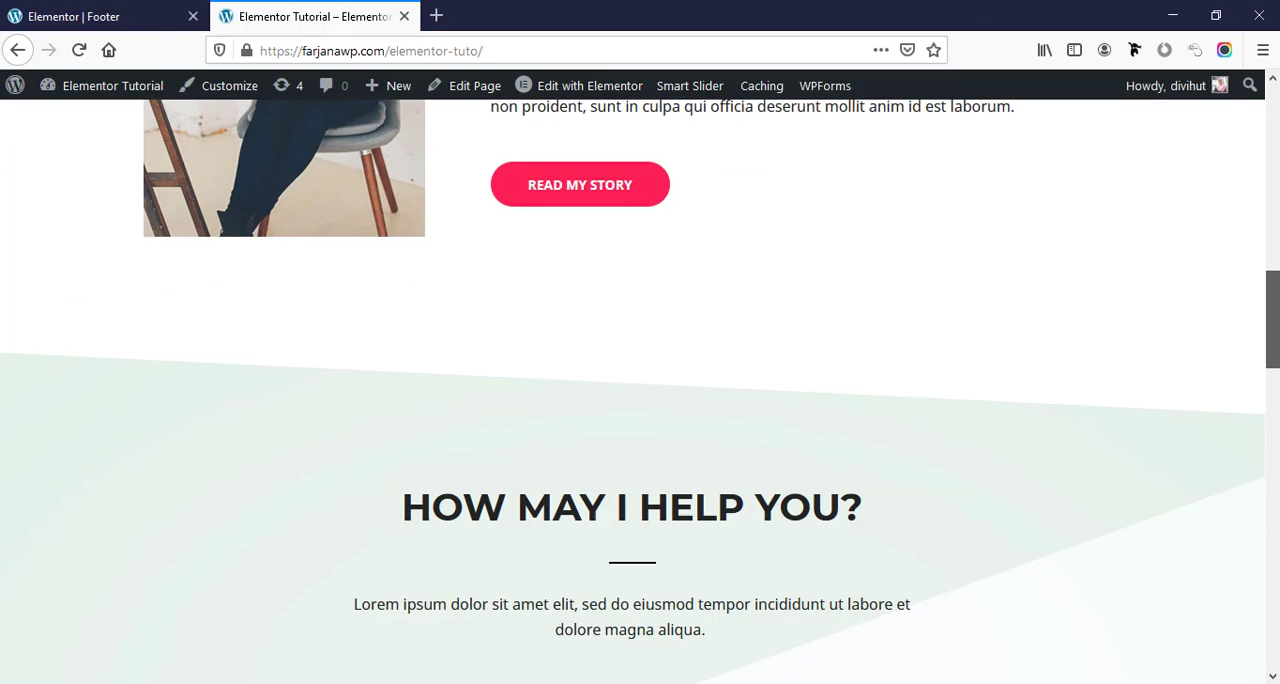 Elementor | Footer
Elementor Tutorial – Elementor
https://farjanawp.com/elementor-tuto/
Elementor Tutorial Customize 4 0 New Edit Page Edit with Elementor Smart Slider Caching WPForms Howdy, divihut
non proident, sunt in culpa qui officia deserunt mollit anim id est laborum.
READ MY STORY
HOW MAY I HELP YOU?
Lorem ipsum dolor sit amet elit, sed do eiusmod tempor incididunt ut labore et
dolore magna aliqua.